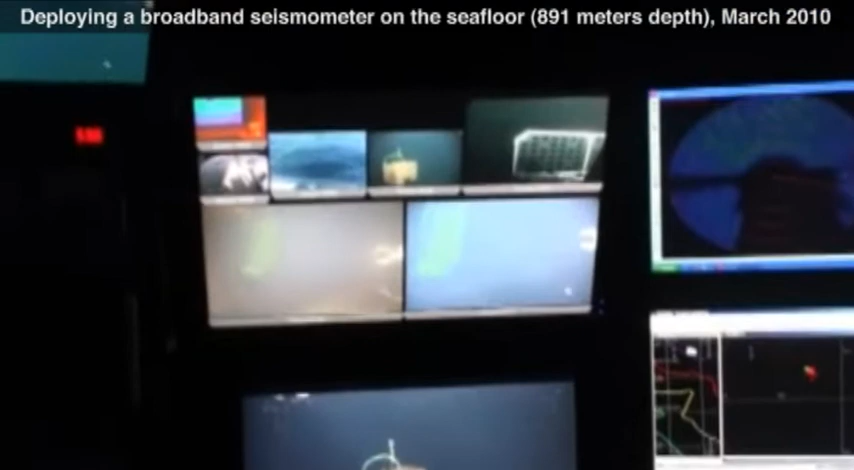 Deploying a broadband seismometer on the seafloor (891 meters depth), March 2010